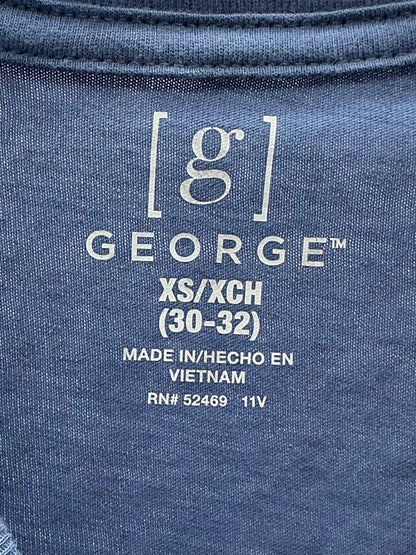 [g]
GEORGE™
XS/XCH
(30-32)
MADE IN/HECHO EN
VIETNAM
RN# 52469 11V